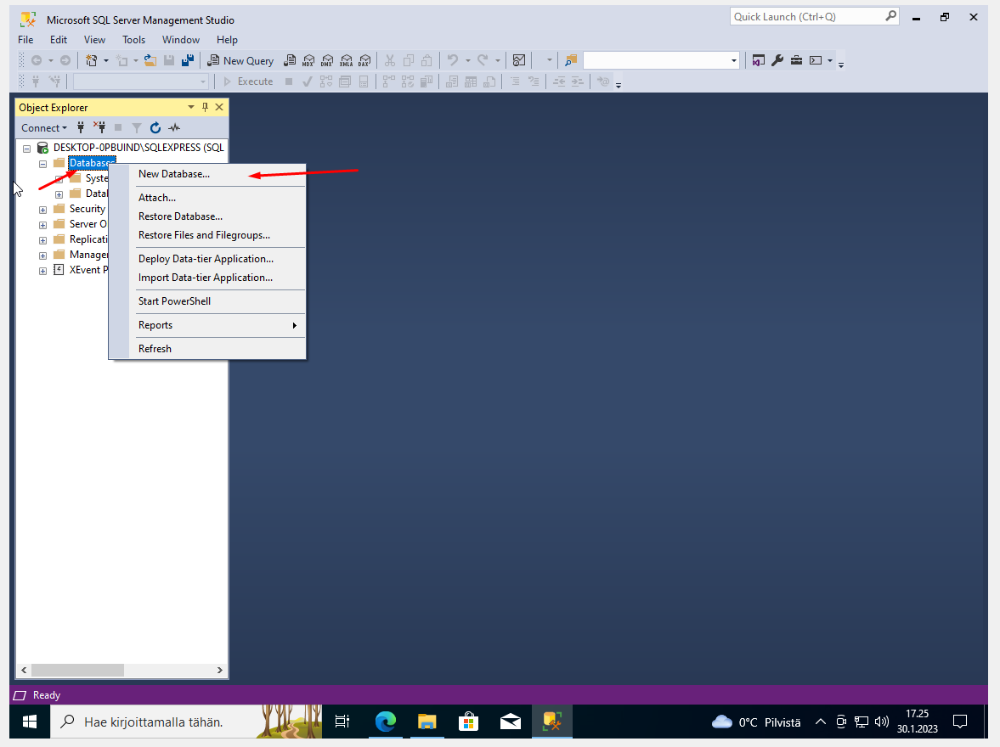 Microsoft SQL Server Management Studio
Quick Launch (Ctrl+Q)
File Edit View Tools Window Help
New Query MDX DMX XMLA DAX
Execute
Object Explorer
Connect
DESKTOP-0PBUIND\SQLEXPRESS (SQL
Databases
Syste
Data
Security
Server O
Replicati
Manager
XEvent P
New Database...
Attach...
Restore Database...
Restore Files and Filegroups...
Deploy Data-tier Application...
Import Data-tier Application...
Start PowerShell
Reports
Refresh
Ready
Hae kirjoittamalla tähän.
0°C Pilvistä
17.25
30.1.2023